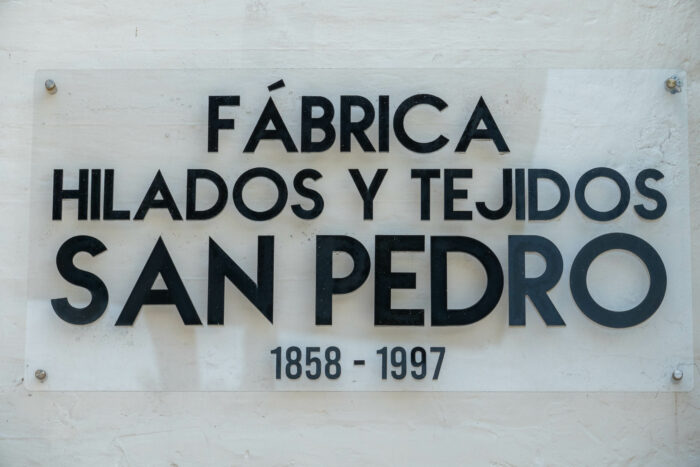 FÁBRICA
HILADOS Y TEJIDOS
SAN PEDRO
1858 - 1997